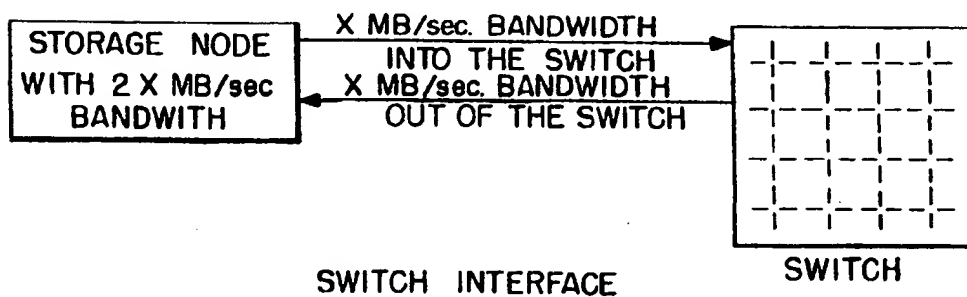 STORAGE NODE
WITH 2 X MB/sec
BANDWITH
X MB/sec. BANDWIDTH
INTO THE SWITCH
X MB/sec. BANDWIDTH
OUT OF THE SWITCH
SWITCH
SWITCH INTERFACE